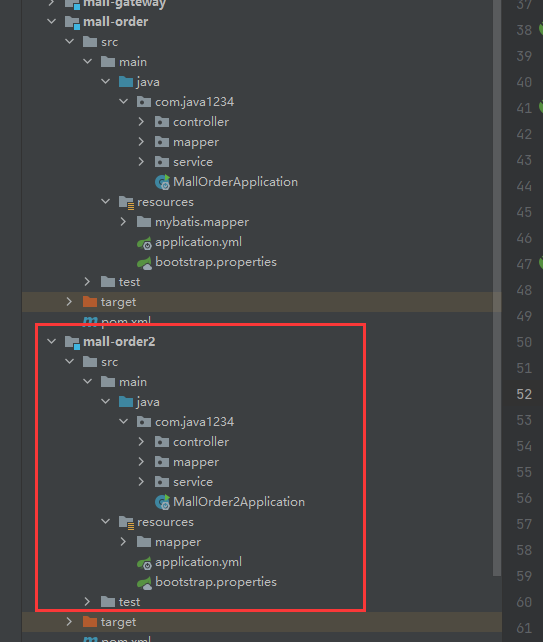 mall-gateway
mall-order
src
main
java
com.java1234
controller
mapper
service
MallOrderApplication
resources
mybatis.mapper
application.yml
bootstrap.properties
test
target
pom.xml
mall-order2
src
main
java
com.java1234
controller
mapper
service
MallOrder2Application
resources
mapper
application.yml
bootstrap.properties
test
target
pom.xml
37
38
39
40
41
42
43
44
45
46
47
48
49
50
51
52
53
54
55
56
57
58
59
60
61